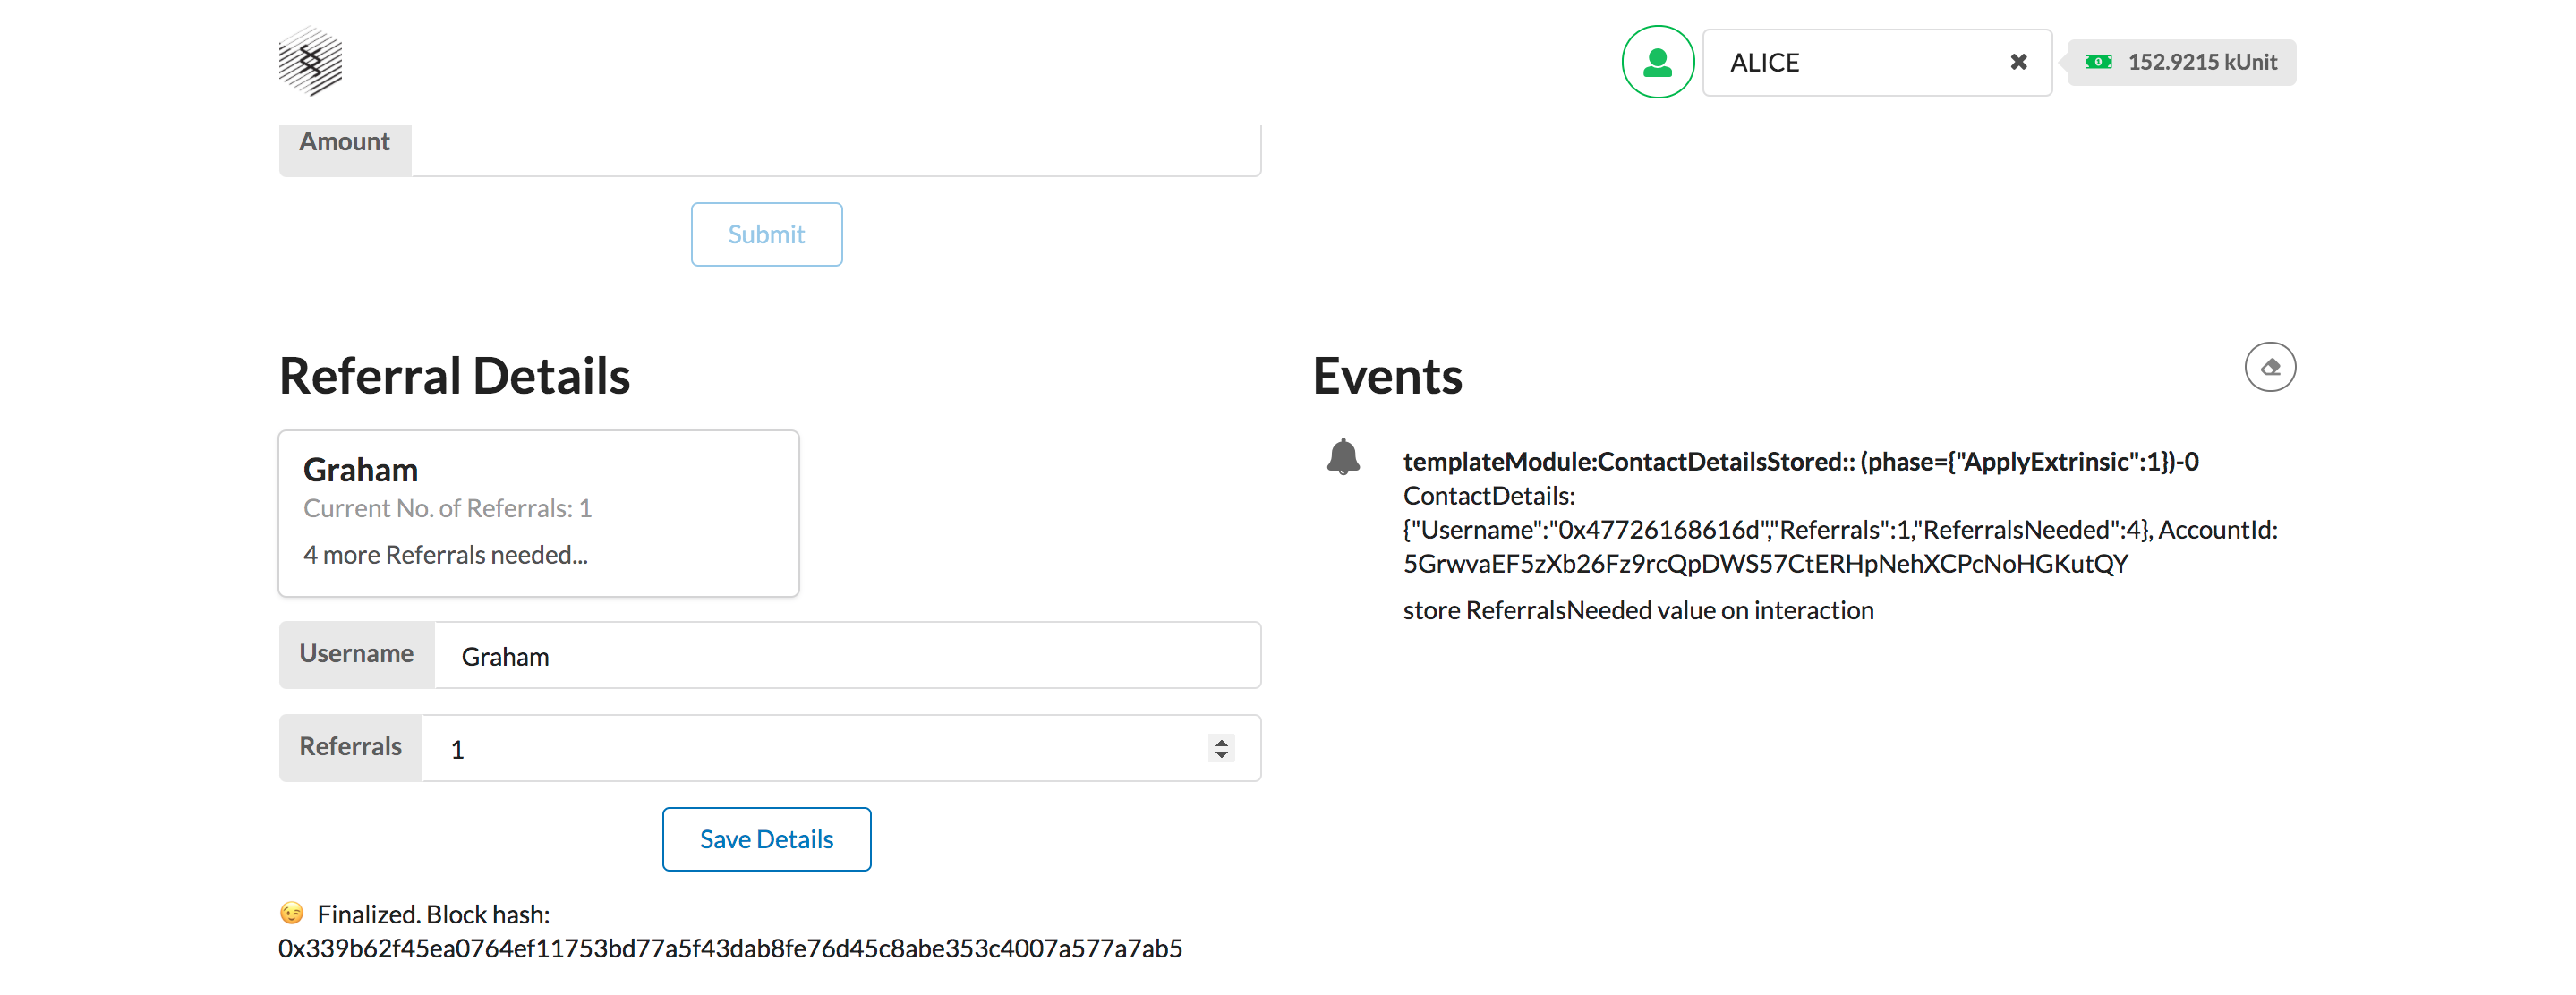 ALICE
152.9215 kUnit
Amount
Submit
Referral Details
Graham
Current No. of Referrals: 1
4 more Referrals needed...
Username
Graham
Referrals
1
Save Details
😉 Finalized. Block hash:
0x339b62f45ea0764ef11753bd77a5f43dab8fe76d45c8abe353c4007a577a7ab5
Events
templateModule:ContactDetailsStored:: (phase={"ApplyExtrinsic":1})-0
ContactDetails:
{"Username":"0x47726168616d""Referrals":1,"ReferralsNeeded":4}, AccountId:
5GrwvaEF5zXb26Fz9rcQpDWS57CtERHpNehXCPcNoHGKutQY
store ReferralsNeeded value on interaction